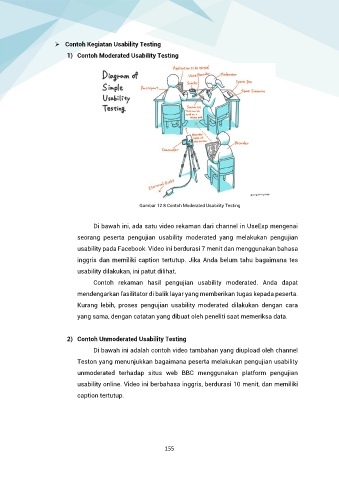 ➢ Contoh Kegiatan Usability Testing
1) Contoh Moderated Usability Testing
Application to be tested
Diagram of
Simple
Usability
Testing
Voice Recorder
Moderator
Participant
Observer
Camcorder
Ethernet Cable
Gambar 12.8 Contoh Moderated Usability Testing
Di bawah ini, ada satu video rekaman dari channel in UseExp mengenai
seorang peserta pengujian usability moderated yang melakukan pengujian
usability pada Facebook. Video ini berdurasi 7 menit dan menggunakan bahasa
inggris dan memiliki caption tertutup. Jika Anda belum tahu bagaimana tes
usability dilakukan, ini patut dilihat.
Contoh rekaman hasil pengujian usability moderated. Anda dapat
mendengarkan fasilitator di balik layar yang memberikan tugas kepada peserta.
Kurang lebih, proses pengujian usability moderated dilakukan dengan cara
yang sama, dengan catatan yang dibuat oleh peneliti saat memeriksa data.
2) Contoh Unmoderated Usability Testing
Di bawah ini adalah contoh video tambahan yang diupload oleh channel
Teston yang menunjukkan bagaimana peserta melakukan pengujian usability
unmoderated terhadap situs web BBC menggunakan platform pengujian
usability online. Video ini berbahasa inggris, berdurasi 10 menit, dan memiliki
caption tertutup.
155